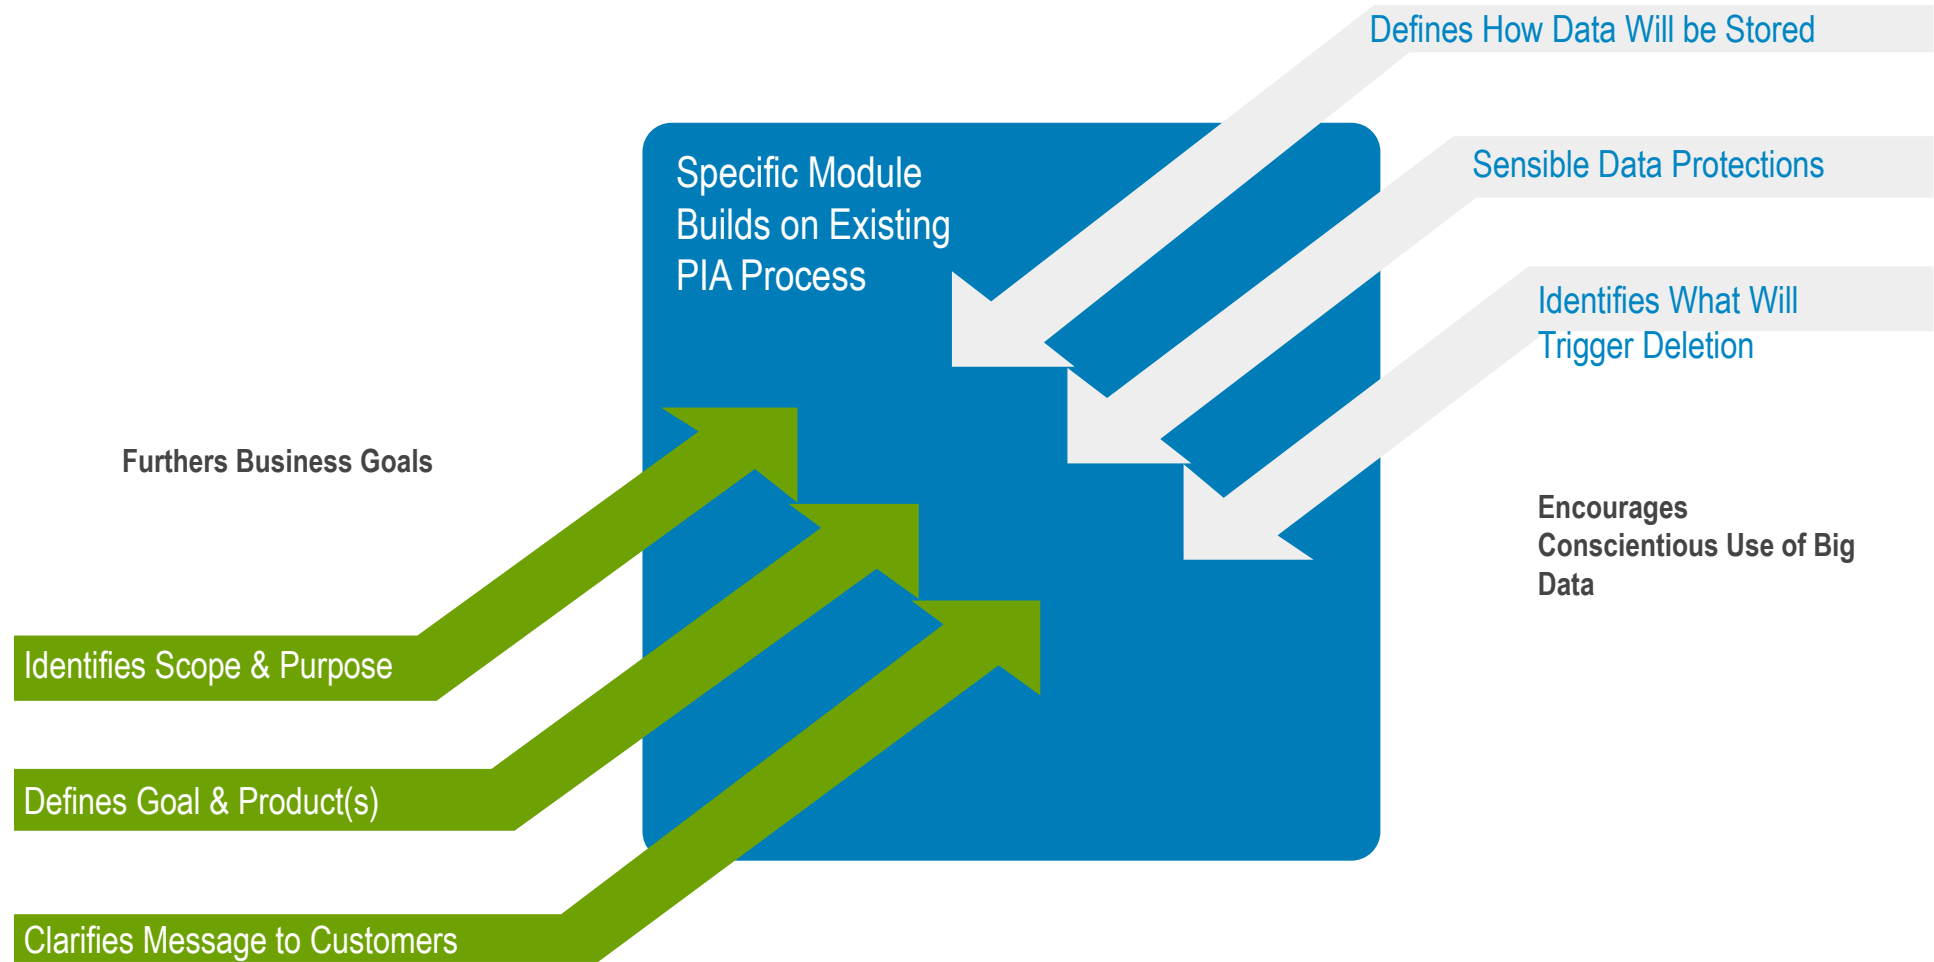 Defines How Data Will be Stored
Sensible Data Protections
Specific Module
Builds on Existing
PIA Process
Identifies What Will
Trigger Deletion
Furthers Business Goals
Encourages
Conscientious Use of Big
Data
Identifies Scope & Purpose
Defines Goal & Product(s)
Clarifies Message to Customers